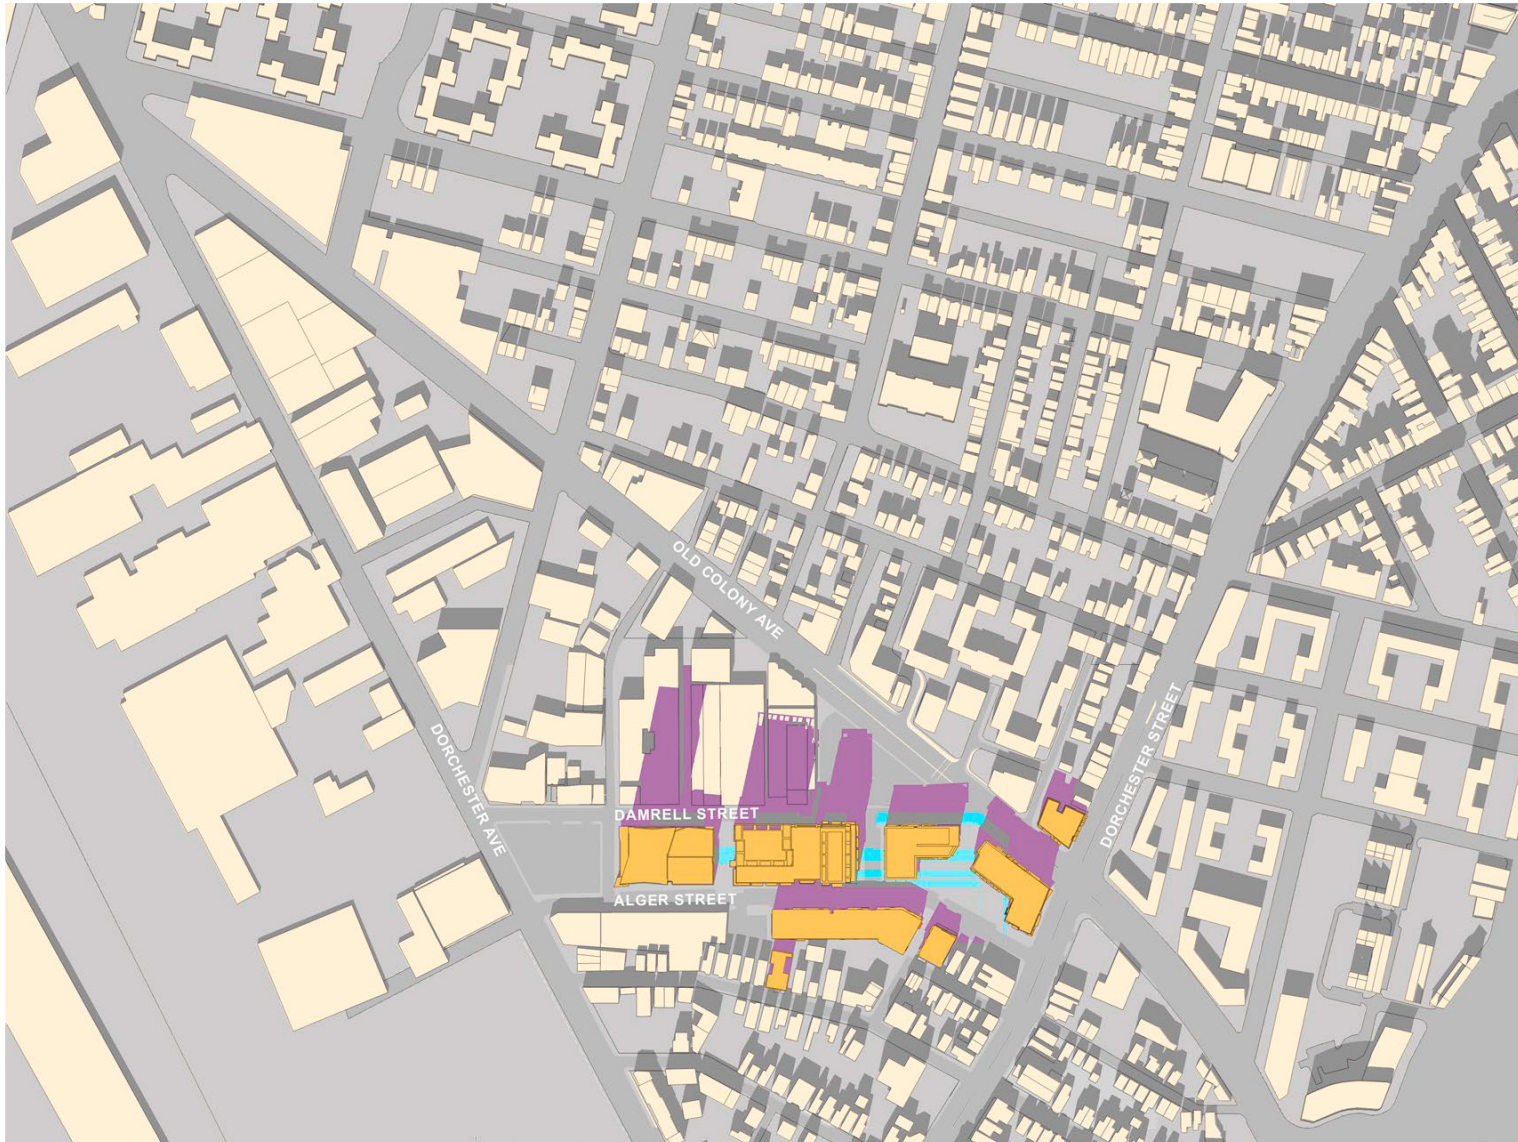 OLD COLONY AVE
DORCHESTER STREET
DORCHESTER AVE
DAMRELL STREET
ALGER STREET